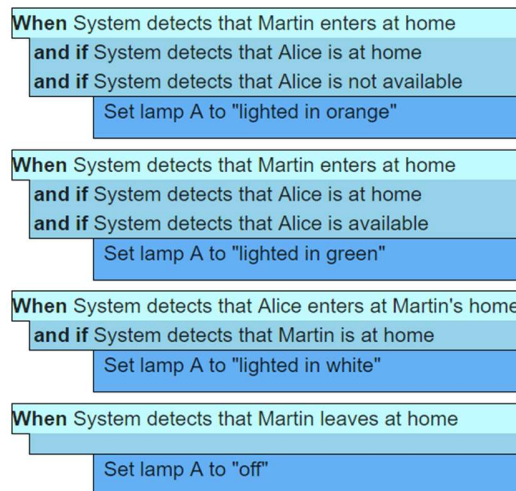 When System detects that Martin enters at home
and if System detects that Alice is at home
and if System detects that Alice is not available
Set lamp A to "lighted in orange"
When System detects that Martin enters at home
and if System detects that Alice is at home
and if System detects that Alice is available
Set lamp A to "lighted in green"
When System detects that Alice enters at Martin's home
and if System detects that Martin is at home
Set lamp A to "lighted in white"
When System detects that Martin leaves at home
Set lamp A to "off"